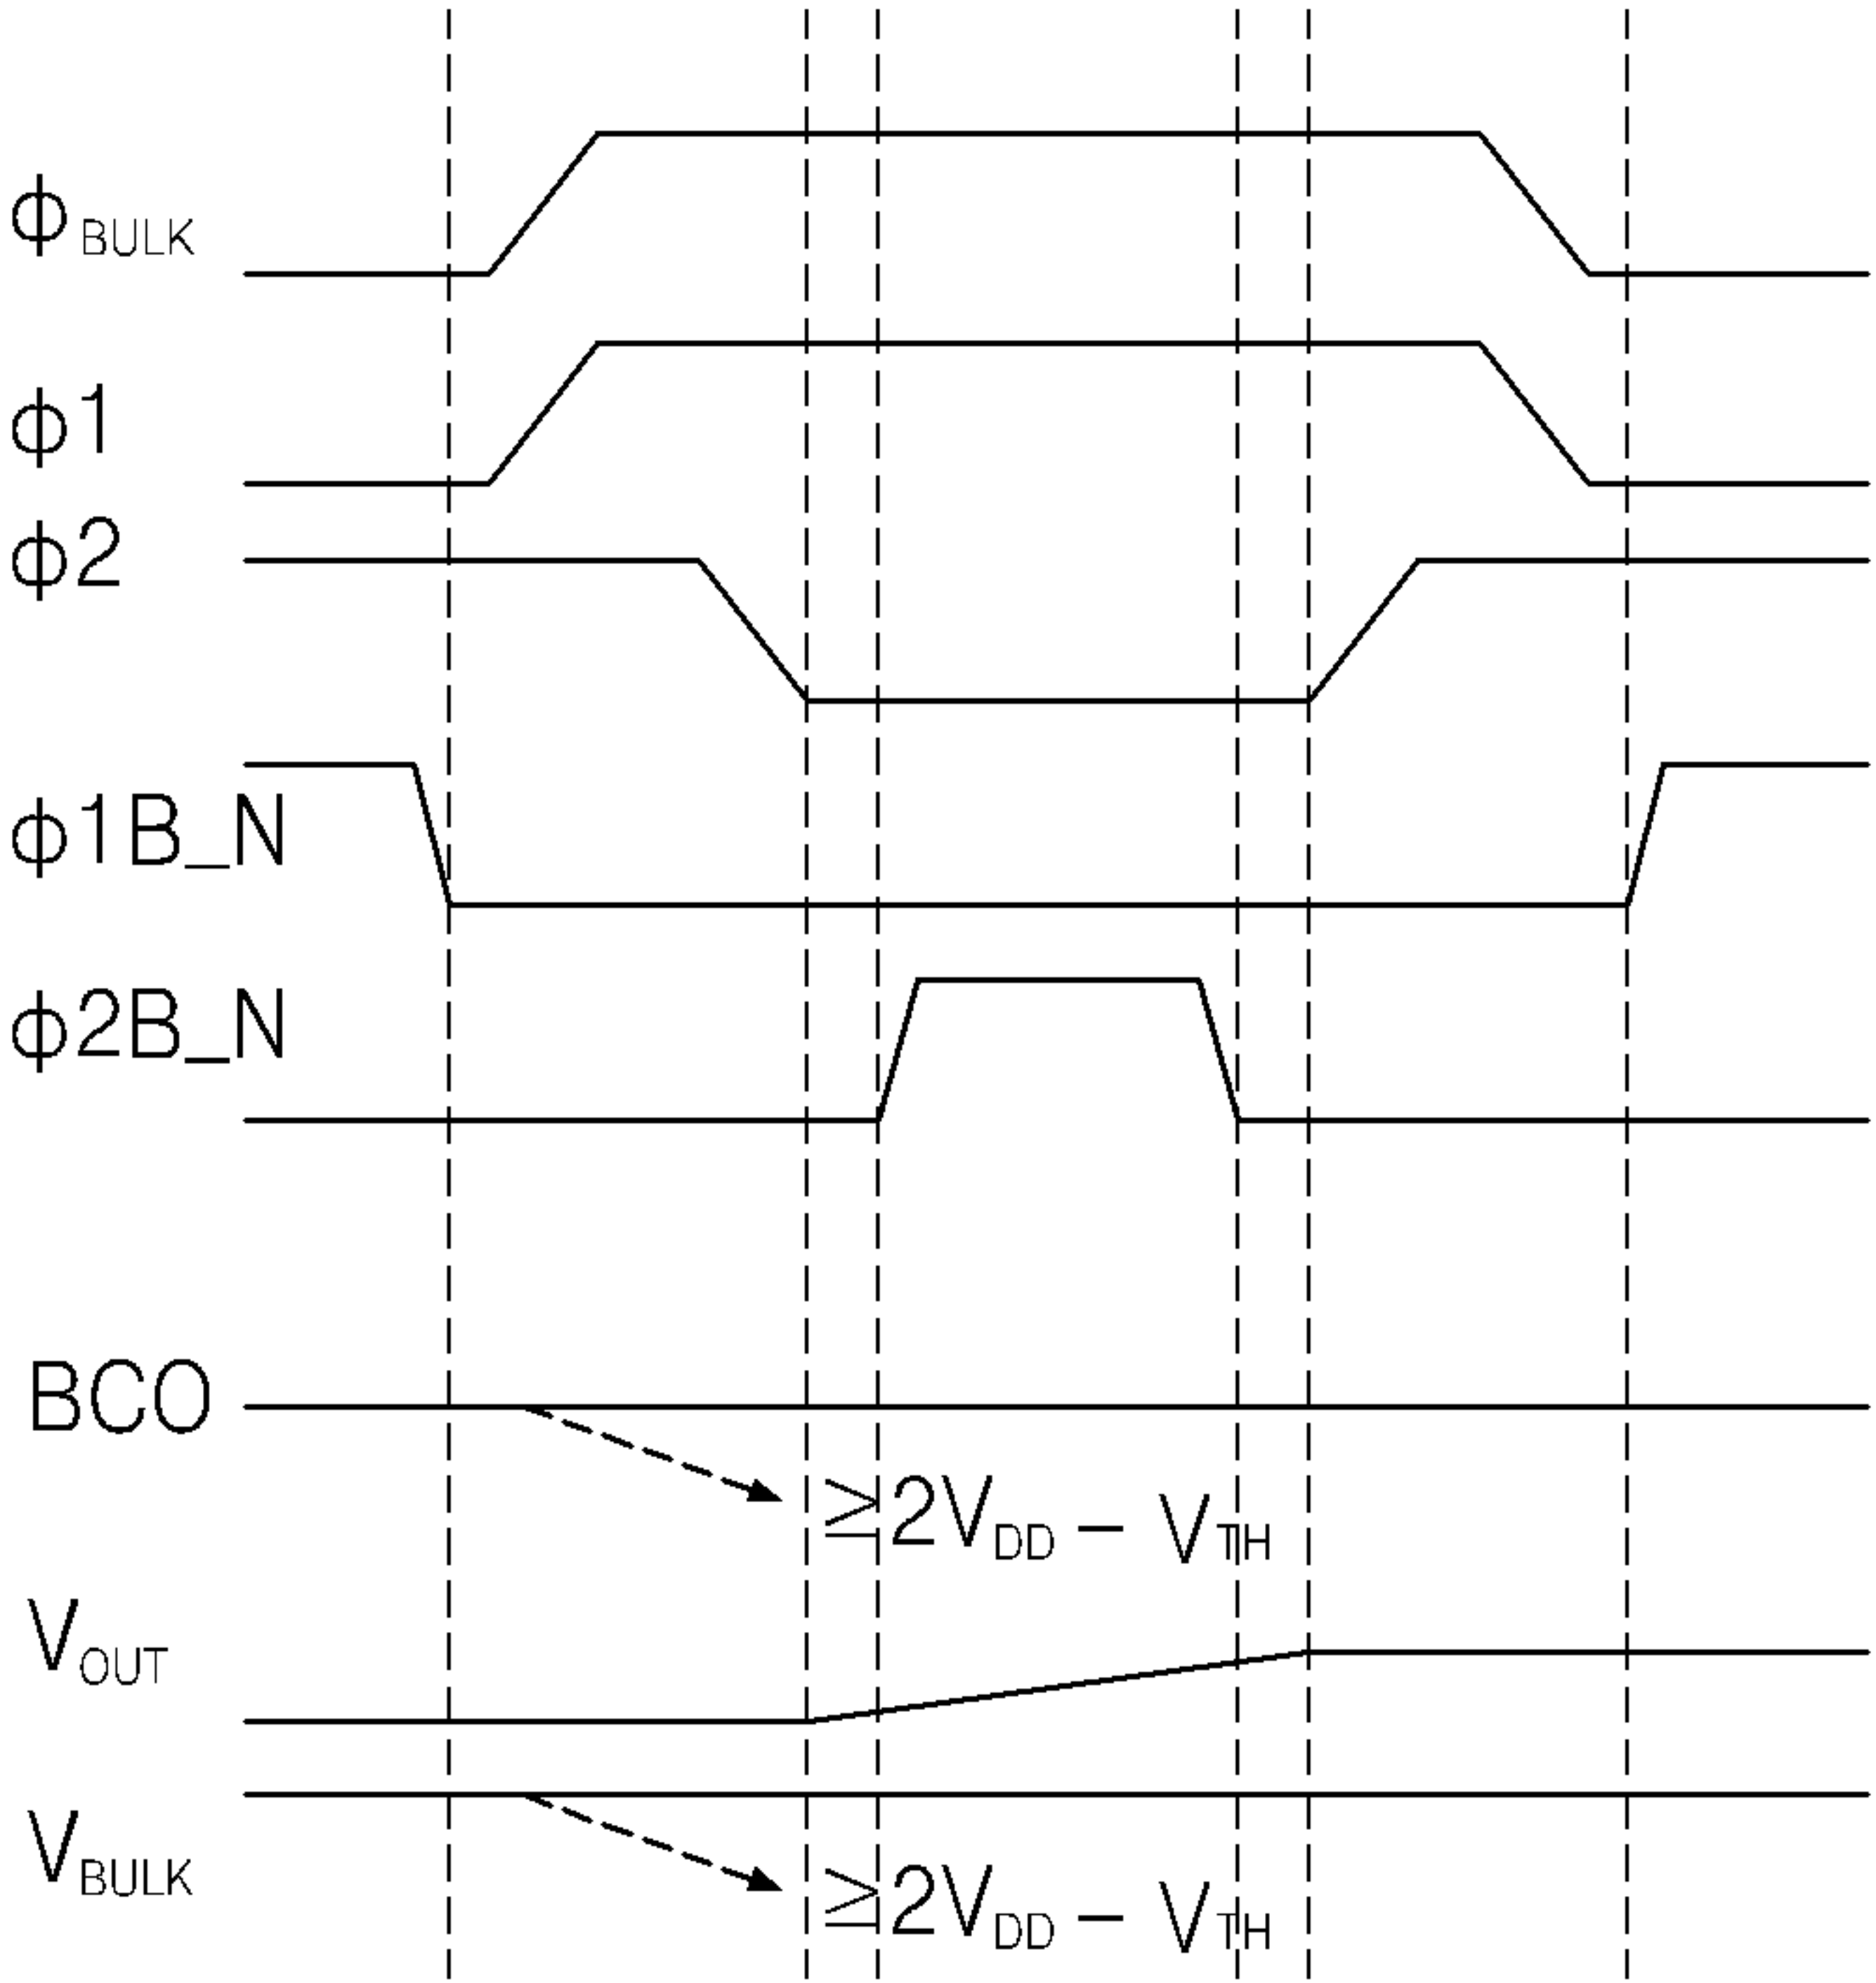 ϕBULK
ϕ1
ϕ2
ϕ1B_N
ϕ2B_N
BCO
≧2VDD − VTH
VOUT
VBULK
≧2VDD − VTH